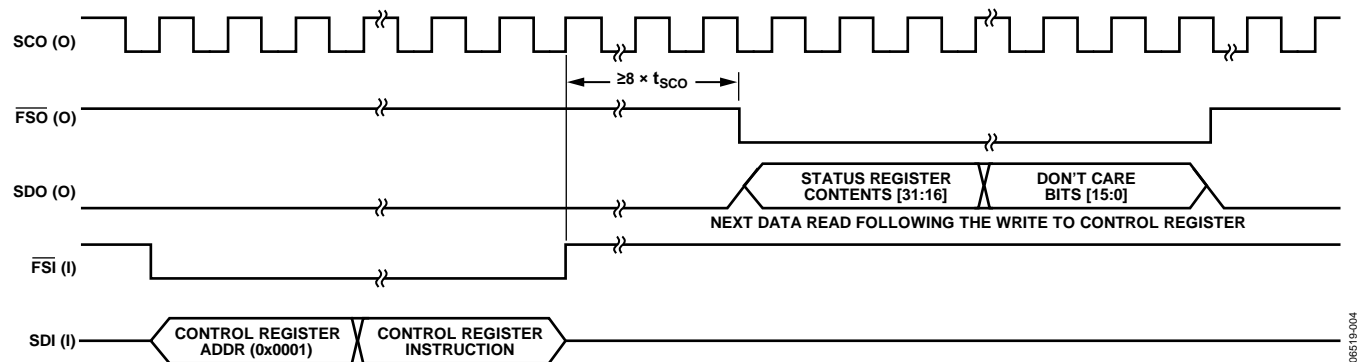 SCO (O)
≥8 × tSCO
FSO (O)
SDO (O)
STATUS REGISTER
CONTENTS [31:16]
DON'T CARE
BITS [15:0]
NEXT DATA READ FOLLOWING THE WRITE TO CONTROL REGISTER
FSI (I)
SDI (I)
CONTROL REGISTER
ADDR (0x0001)
CONTROL REGISTER
INSTRUCTION
06519-004